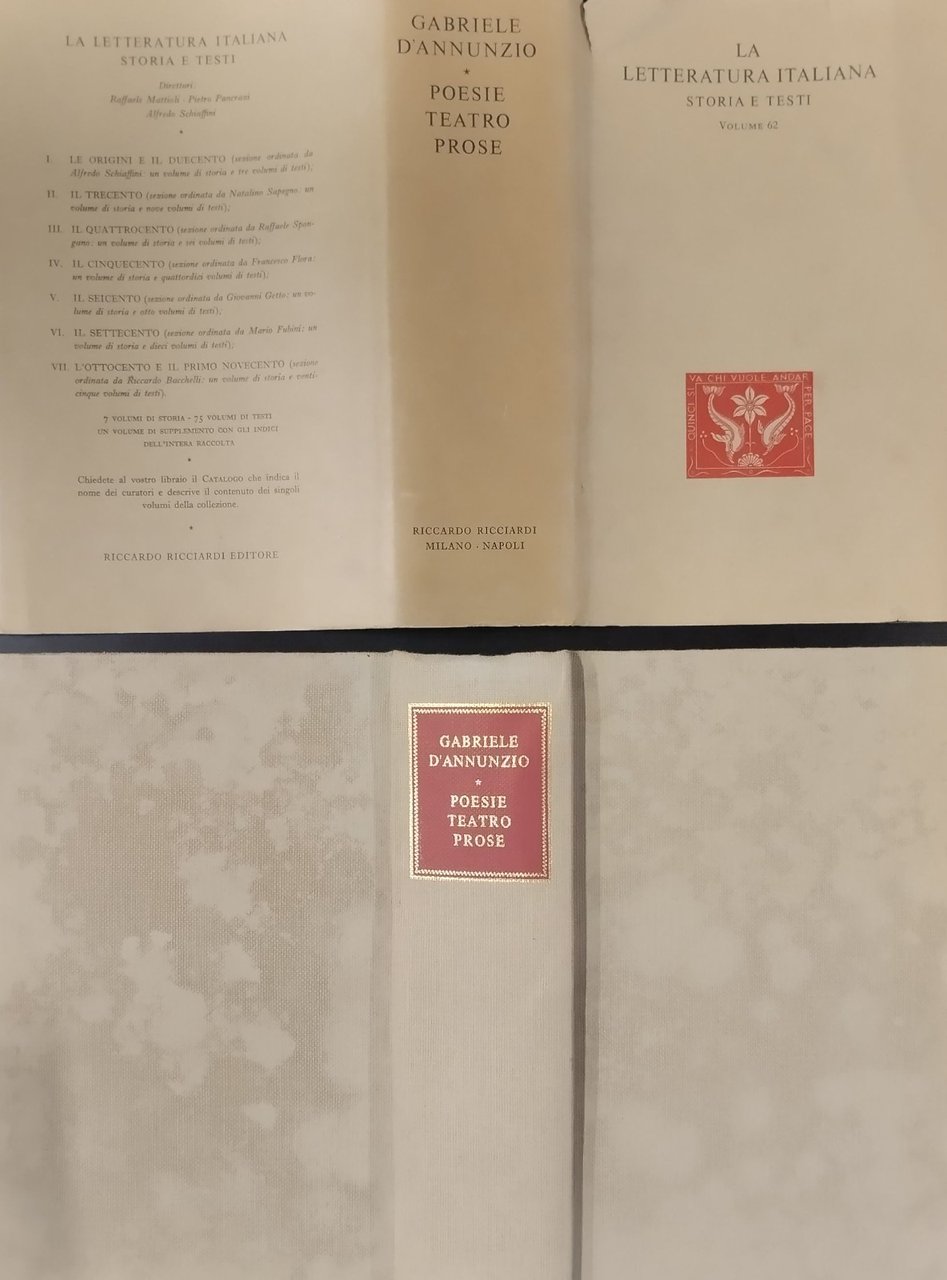 LA LETTERATURA ITALIANA
STORIA E TESTI
Direttori
Raffaele Mattioli · Pietro Pancrazi
Alfredo Schiaffini
*
I. LE ORIGINI E IL DUECENTO (sezione ordinata da
Alfredo Schiaffini: un volume di storia e tre volumi di testi);
II. IL TRECENTO (sezione ordinata da Natalino Sapegno: un
volume di storia e nove volumi di testi);
III. IL QUATTROCENTO (sezione ordinata da Raffaele Spon-
gano: un volume di storia e sei volumi di testi);
IV. IL CINQUECENTO (sezione ordinata da Francesco Flora:
un volume di storia e quattordici volumi di testi);
V. IL SEICENTO (sezione ordinata da Giovanni Getto: un vo-
lume di storia e otto volumi di testi);
VI. IL SETTECENTO (sezione ordinata da Mario Fubini: un
volume di storia e dieci volumi di testi);
VII. L'OTTOCENTO E IL PRIMO NOVECENTO (sezione
ordinata da Riccardo Bacchelli: un volume di storia e venti-
cinque volumi di testi).
7 VOLUMI DI STORIA - 75 VOLUMI DI TESTI
UN VOLUME DI SUPPLEMENTO CON GLI INDICI
DELL'INTERA RACCOLTA
*
Chiedete al vostro libraio il CATALOGO che indica il
nome dei curatori e descrive il contenuto dei singoli
volumi della collezione.
*
RICCARDO RICCIARDI EDITORE
GABRIELE
D'ANNUNZIO
*
POESIE
TEATRO
PROSE
RICCARDO RICCIARDI
MILANO · NAPOLI
LA
LETTERATURA ITALIANA
STORIA E TESTI
VOLUME 62
QUINCI SI
VA CHI VUOLE ANDAR
PER PACE
GABRIELE
D'ANNUNZIO
*
POESIE
TEATRO
PROSE